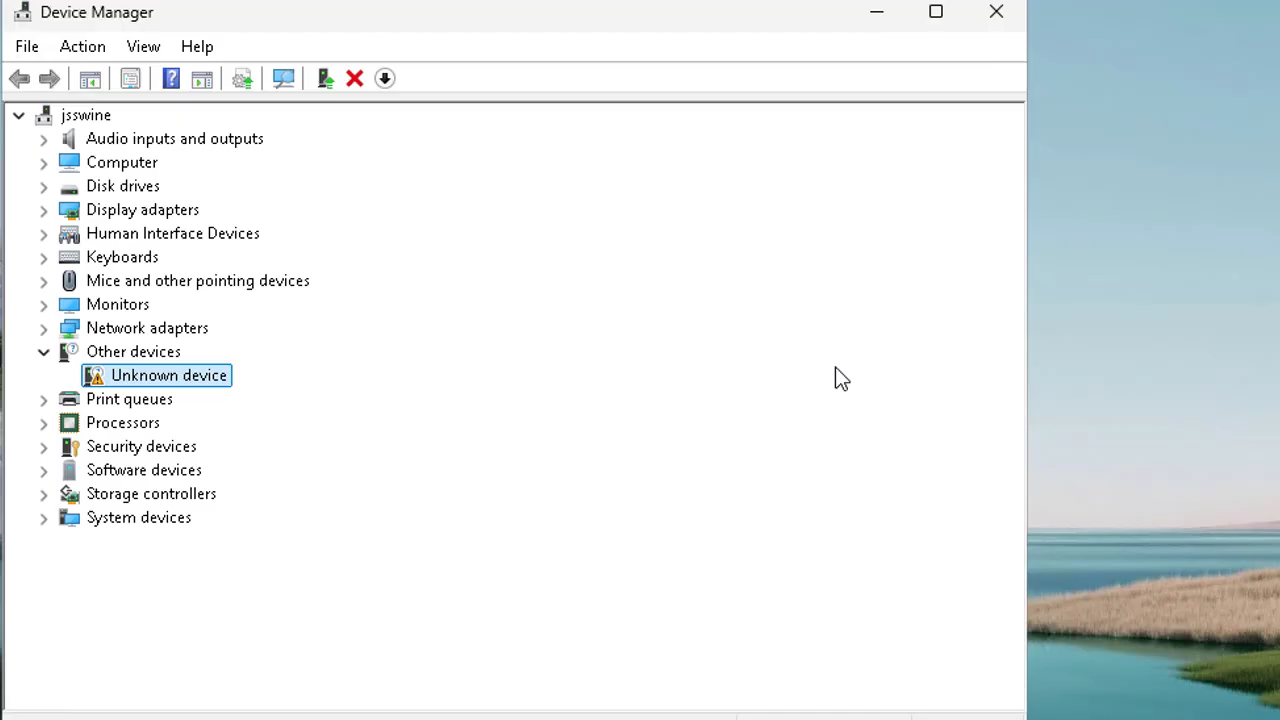 Device Manager
File Action View Help
jsswine
Audio inputs and outputs
Computer
Disk drives
Display adapters
Human Interface Devices
Keyboards
Mice and other pointing devices
Monitors
Network adapters
Other devices
Unknown device
Print queues
Processors
Security devices
Software devices
Storage controllers
System devices